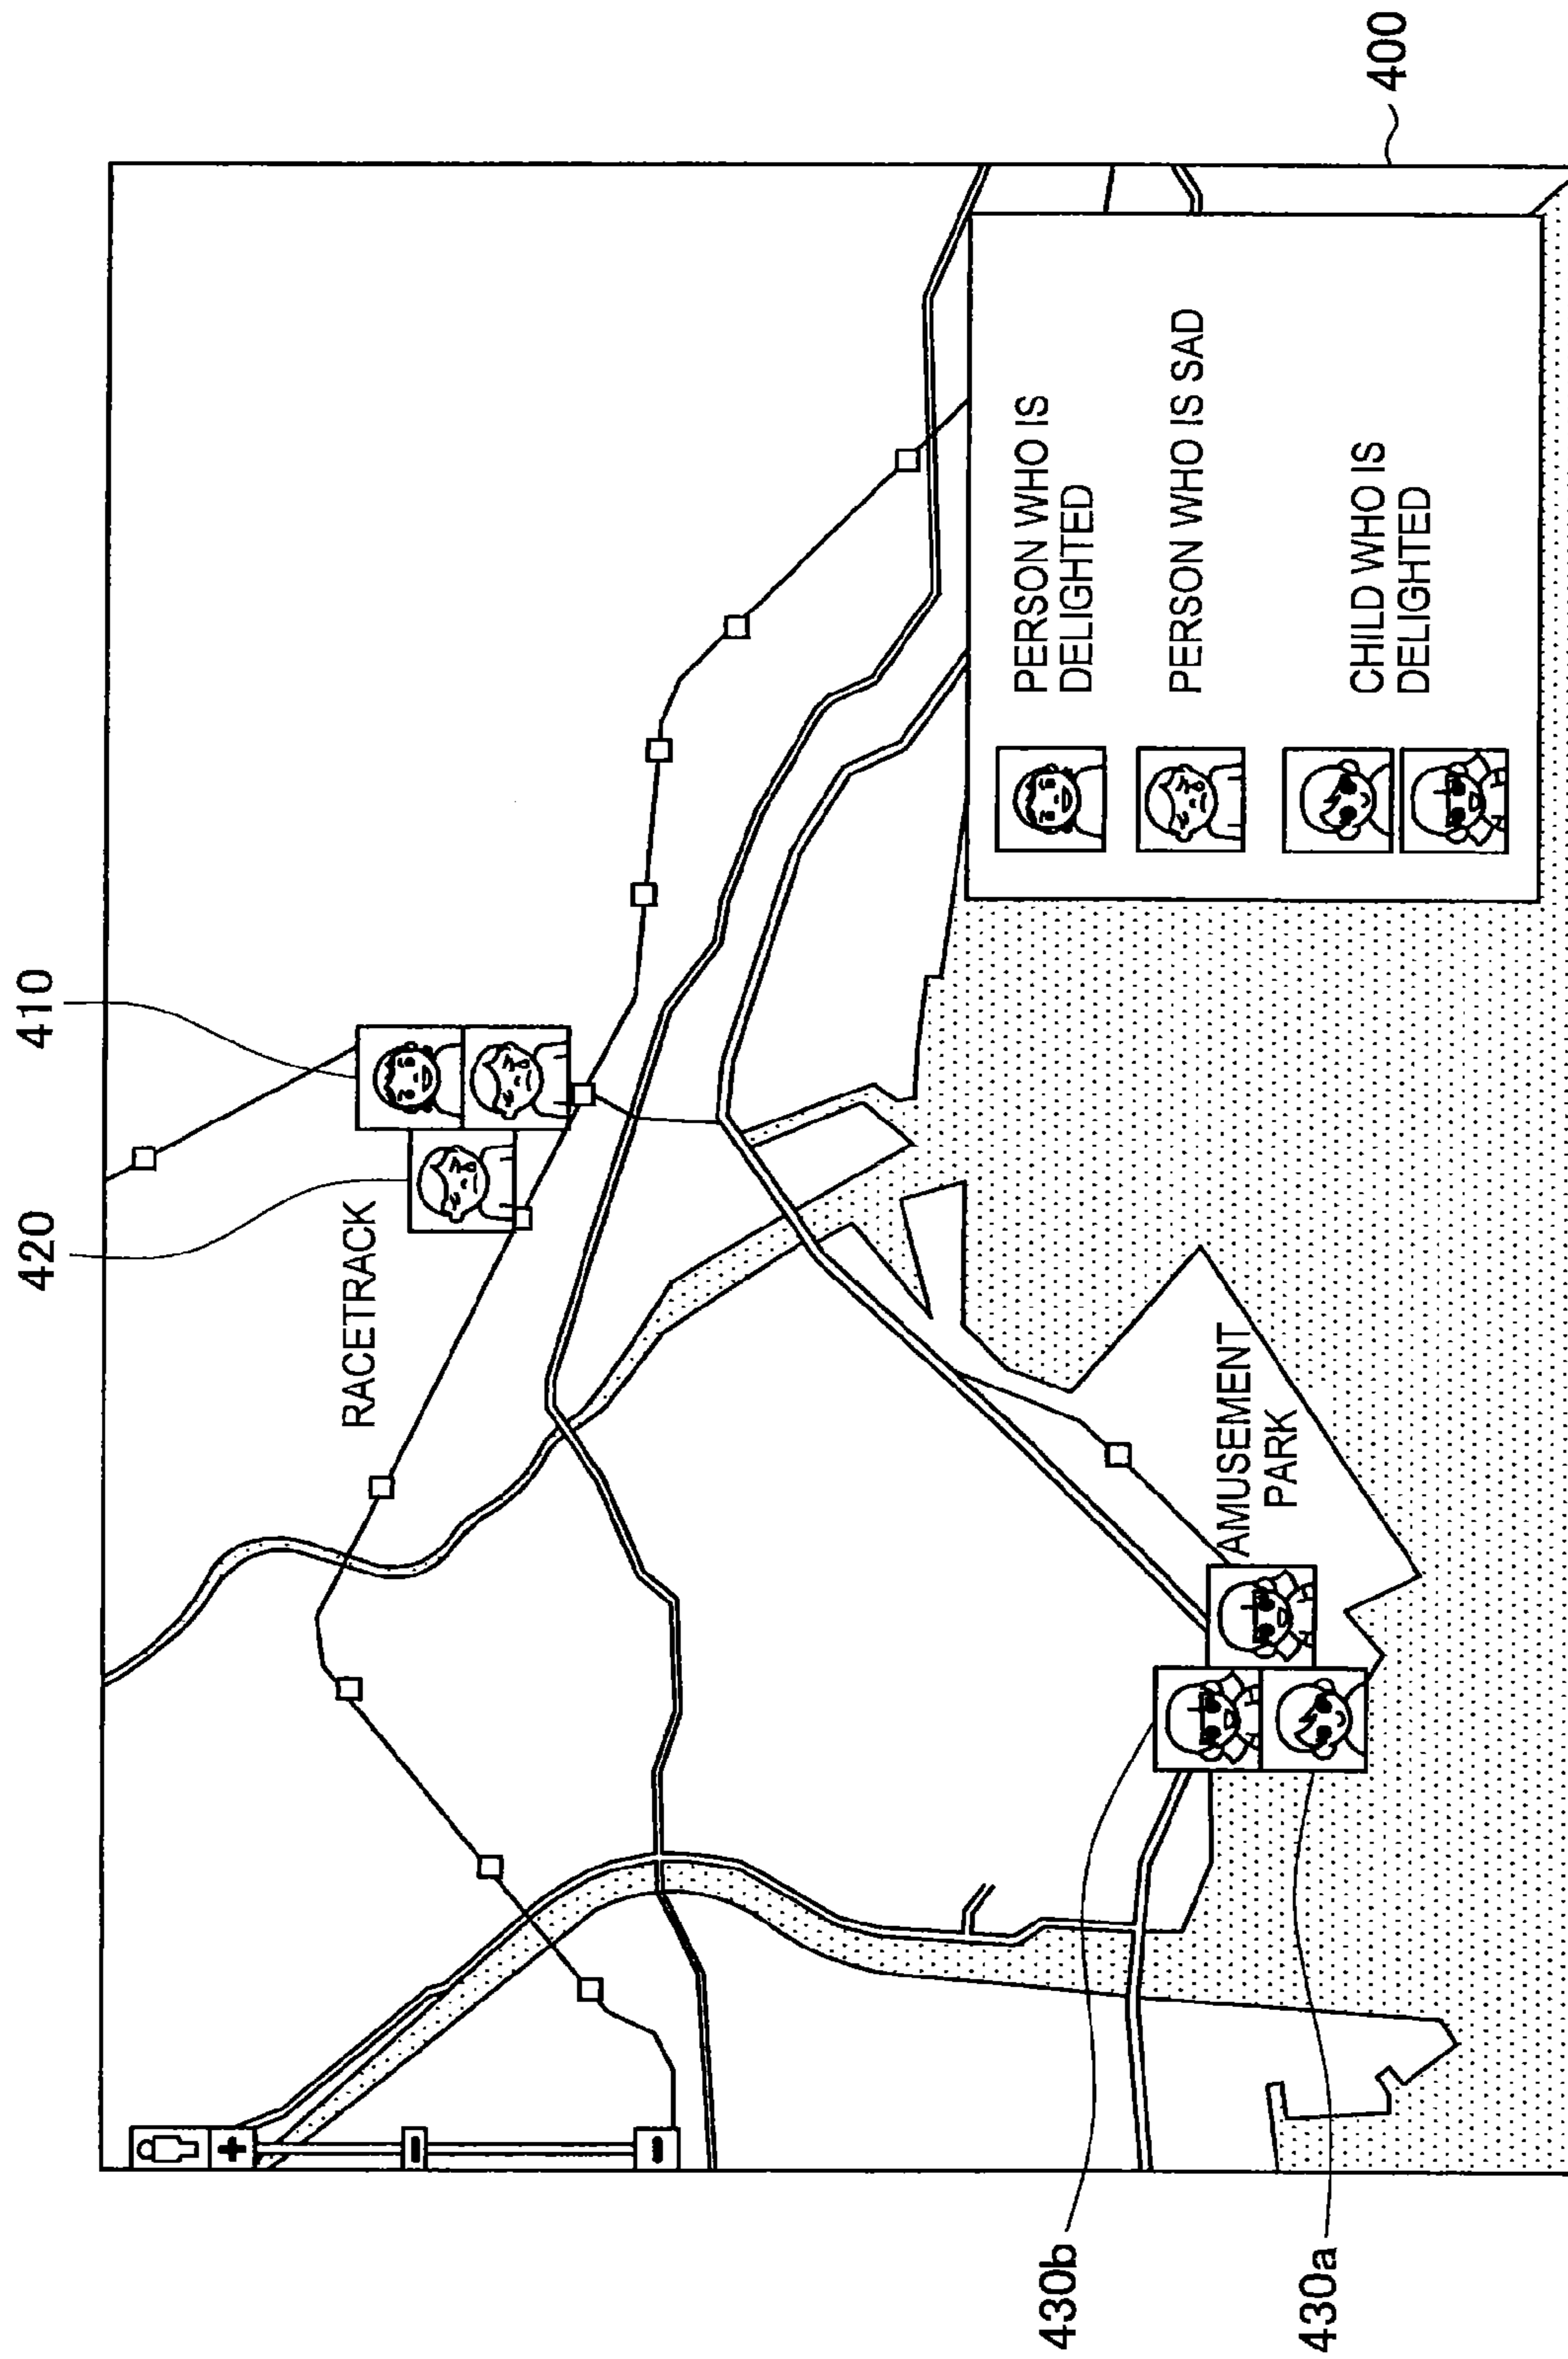 420
410
RACETRACK
400
AMUSEMENT
PARK
PERSON WHO IS
DELIGHTED
PERSON WHO IS SAD
CHILD WHO IS
DELIGHTED
430b
430a